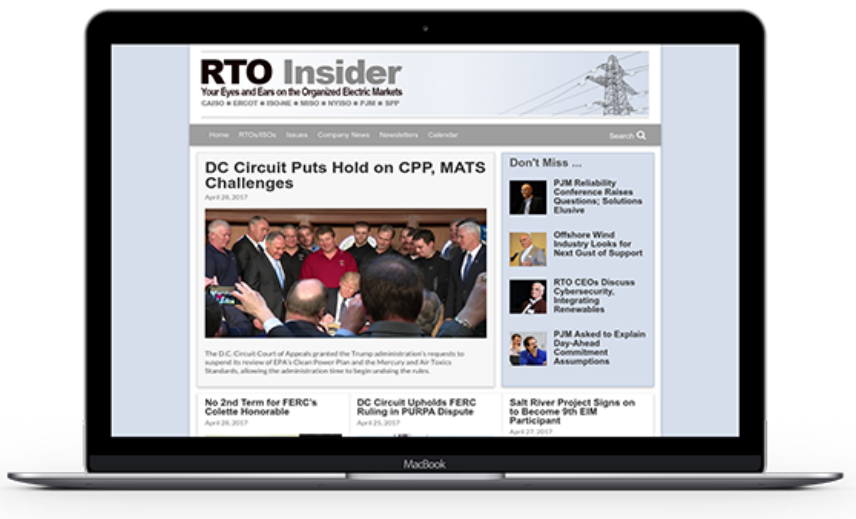 RTO Insider
Your Eyes and Ears on the Organized Electric Markets
CAISO ■ ERCOT ■ ISO-NE ■ MISO ■ NYISO ■ PJM ■ SPP
Home RTOs/ISOs Issues Company News Newsletters Calendar Search
DC Circuit Puts Hold on CPP, MATS
Challenges
April 28, 2017
The D.C. Circuit Court of Appeals granted the Trump administration's requests to
suspend its review of EPA's Clean Power Plan and the Mercury and Air Toxics
Standards, allowing the administration time to begin undoing the rules.
Don't Miss ...
PJM Reliability
Conference Raises
Questions; Solutions
Elusive
Offshore Wind
Industry Looks for
Next Gust of Support
RTO CEOs Discuss
Cybersecurity,
Integrating
Renewables
PJM Asked to Explain
Day-Ahead
Commitment
Assumptions
No 2nd Term for FERC's
Colette Honorable
April 28, 2017
DC Circuit Upholds FERC
Ruling in PURPA Dispute
April 25, 2017
Salt River Project Signs on
to Become 9th EIM
Participant
April 27, 2017
MacBook